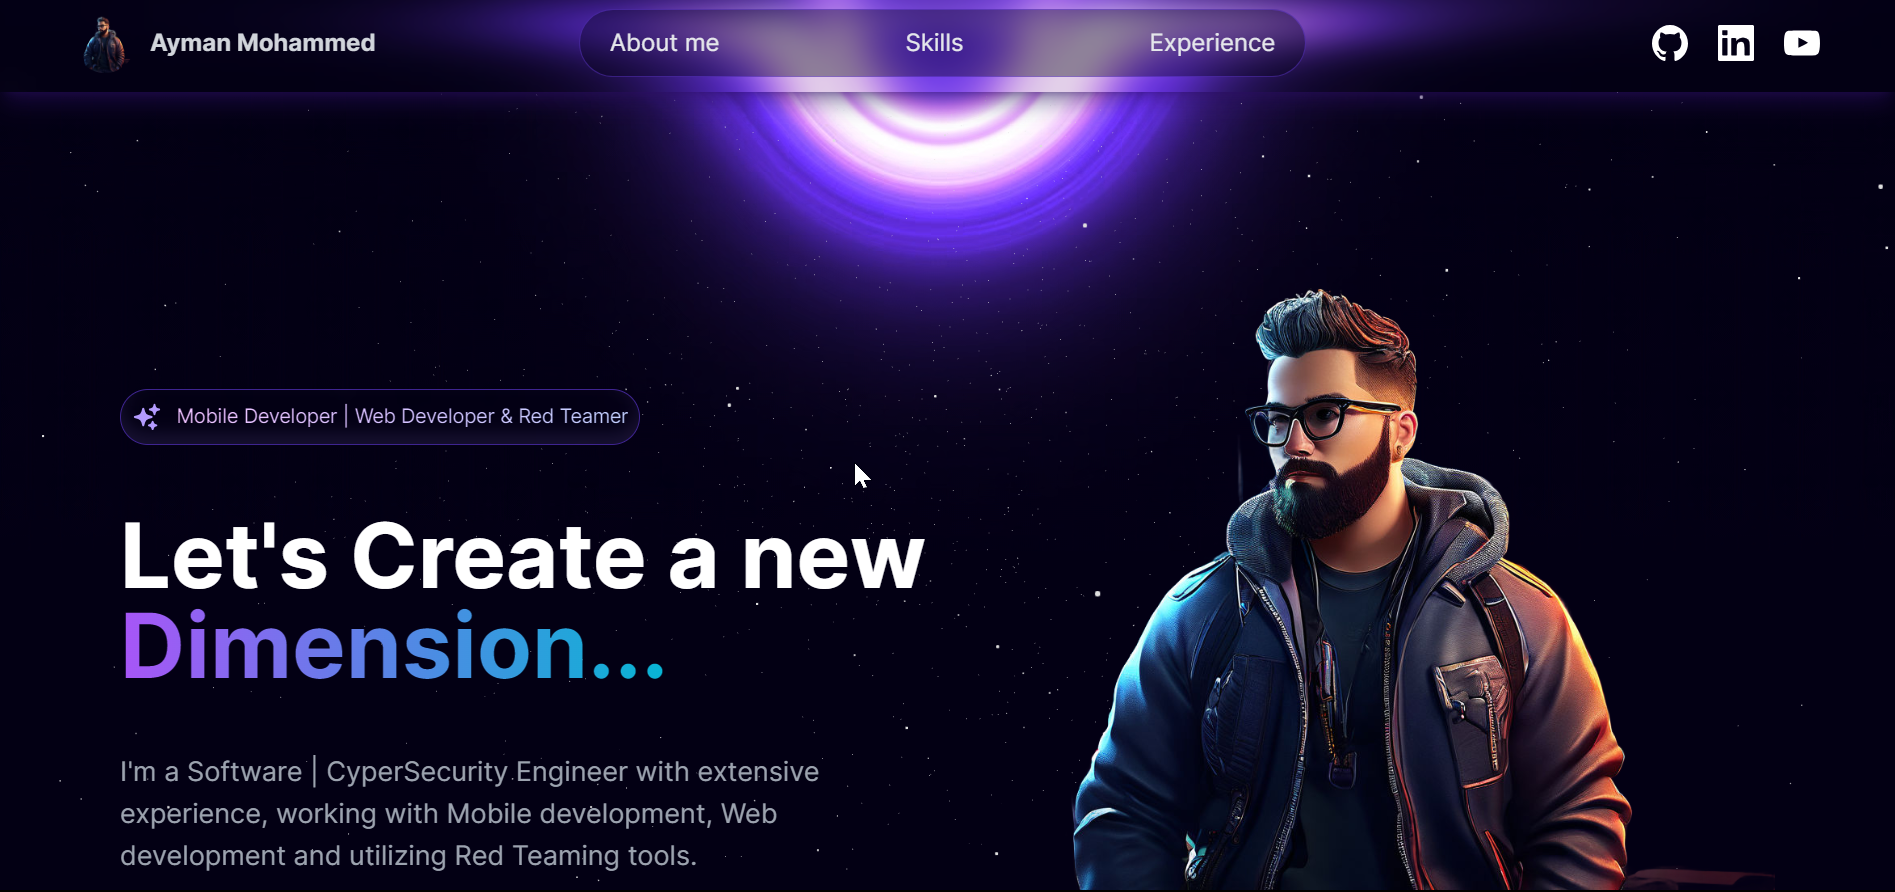 Ayman Mohammed
About me
Skills
Experience
Mobile Developer | Web Developer & Red Teamer
Let's Create a new
Dimension...
I'm a Software | CyperSecurity Engineer with extensive
experience, working with Mobile development, Web
development and utilizing Red Teaming tools.